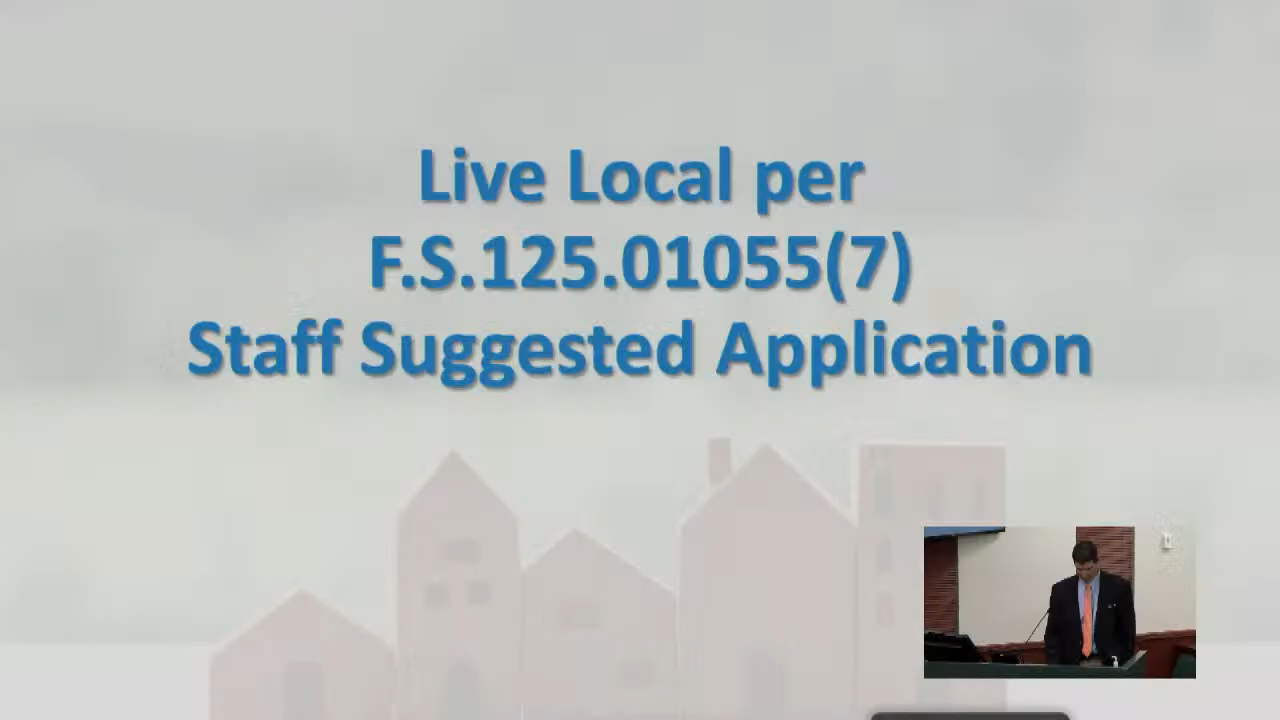 Live Local per
F.S.125.01055(7)
Staff Suggested Application